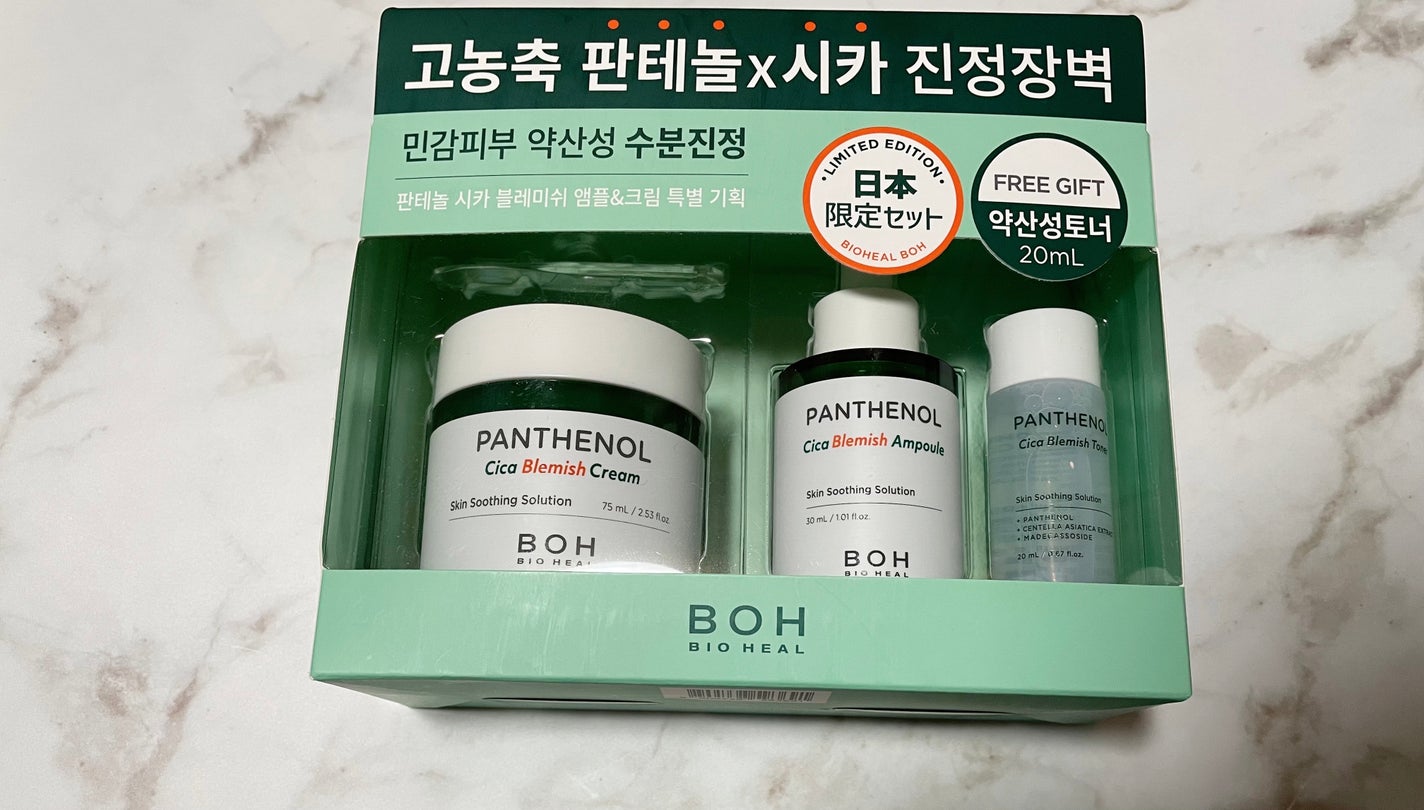 고농축 판테놀x시카 진정장벽
민감피부 약산성 수분진정
판테놀 시카 블레미쉬 앰플&크림 특별 기획
•LIMITED EDITION•
日本
限定セット
BIOHEAL BOH
FREE GIFT
약산성토너
20mL
PANTHENOL
Cica Blemish Cream
Skin Soothing Solution 75 mL / 2.53 fl.oz.
BOH
BIO HEAL
PANTHENOL
Cica Blemish Ampoule
Skin Soothing Solution
30 mL / 1.01 fl.oz.
BOH
BIO HEAL
PANTHENOL
Cica Blemish Toner
Skin Soothing Solution
• PANTHENOL
• CENTELLA ASIATICA EXTRACT
• MADECASSOSIDE
20 mL / 0.67 fl.oz.
BOH
BIO HEAL